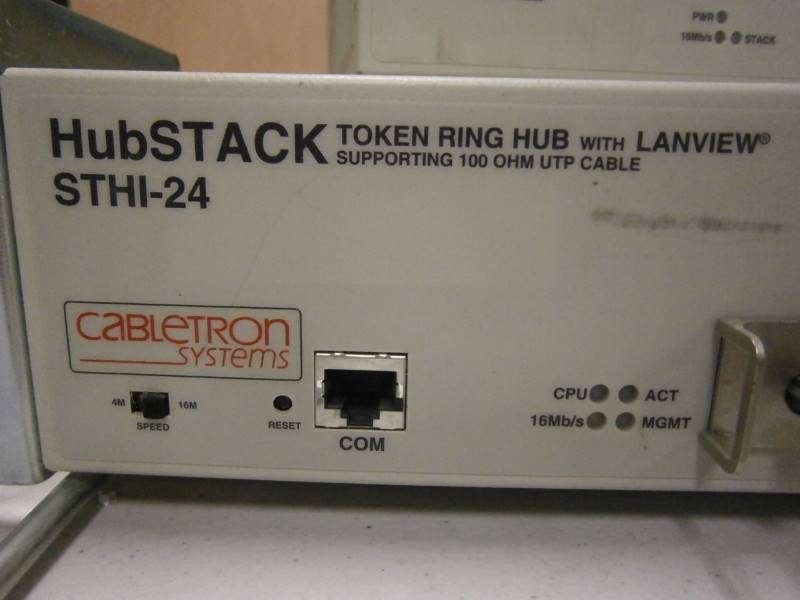 PWR
16Mb/s STACK
HubSTACK TOKEN RING HUB WITH LANVIEW®
SUPPORTING 100 OHM UTP CABLE
STHI-24
CABLETRON
SYSTEMS
4M 16M
SPEED
RESET
COM
CPU ACT
16Mb/s MGMT